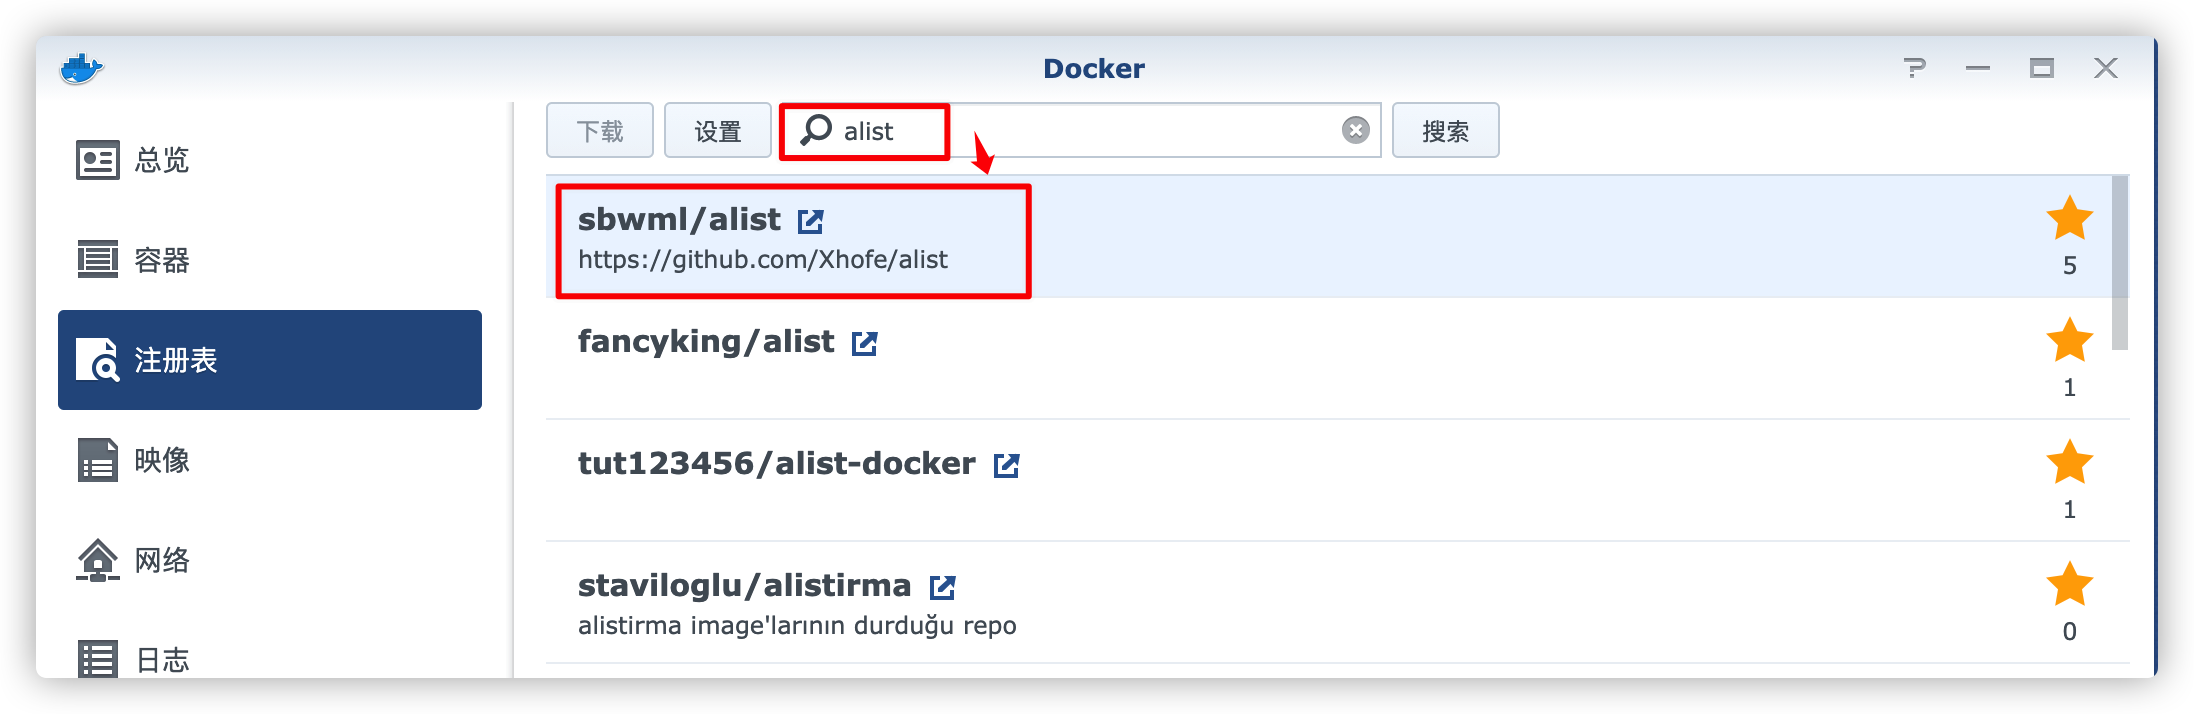 Docker
总览
容器
注册表
映像
网络
日志
下载
设置
alist
搜索
sbwml/alist
https://github.com/Xhofe/alist
5
fancyking/alist
1
tut123456/alist-docker
1
staviloglu/alistirma
alistirma image'larının durduğu repo
0